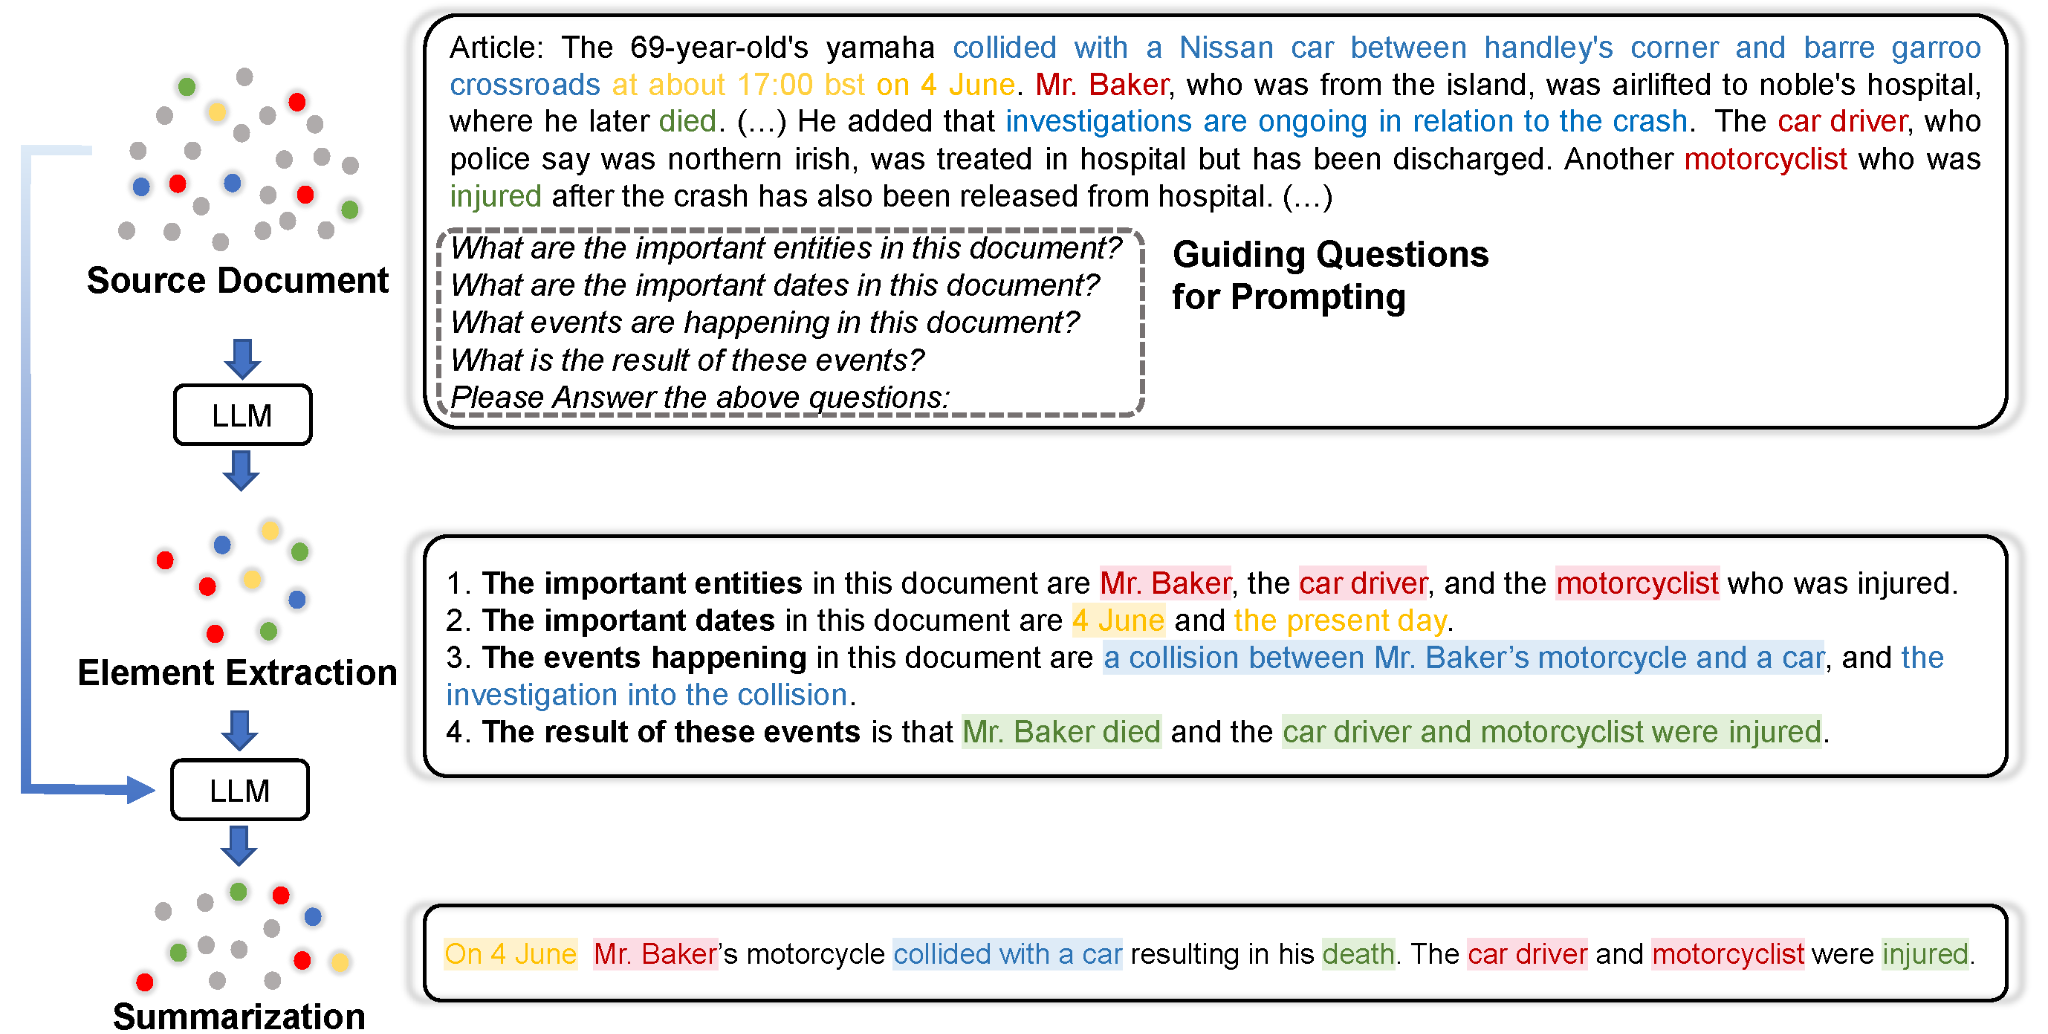 Article: The 69-year-old's yamaha collided with a Nissan car between handley's corner and barre garroo
crossroads at about 17:00 bst on 4 June. Mr. Baker, who was from the island, was airlifted to noble's hospital,
where he later died. (...) He added that investigations are ongoing in relation to the crash. The car driver, who
police say was northern irish, was treated in hospital but has been discharged. Another motorcyclist who was
injured after the crash has also been released from hospital. (...)
What are the important entities in this document?
What are the important dates in this document?
What events are happening in this document?
What is the result of these events?
Please Answer the above questions:
Guiding Questions
for Prompting
Source Document
LLM
Element Extraction
1. The important entities in this document are Mr. Baker, the car driver, and the motorcyclist who was injured.
2. The important dates in this document are 4 June and the present day.
3. The events happening in this document are a collision between Mr. Baker’s motorcycle and a car, and the
investigation into the collision.
4. The result of these events is that Mr. Baker died and the car driver and motorcyclist were injured.
LLM
Summarization
On 4 June Mr. Baker’s motorcycle collided with a car resulting in his death. The car driver and motorcyclist were injured.